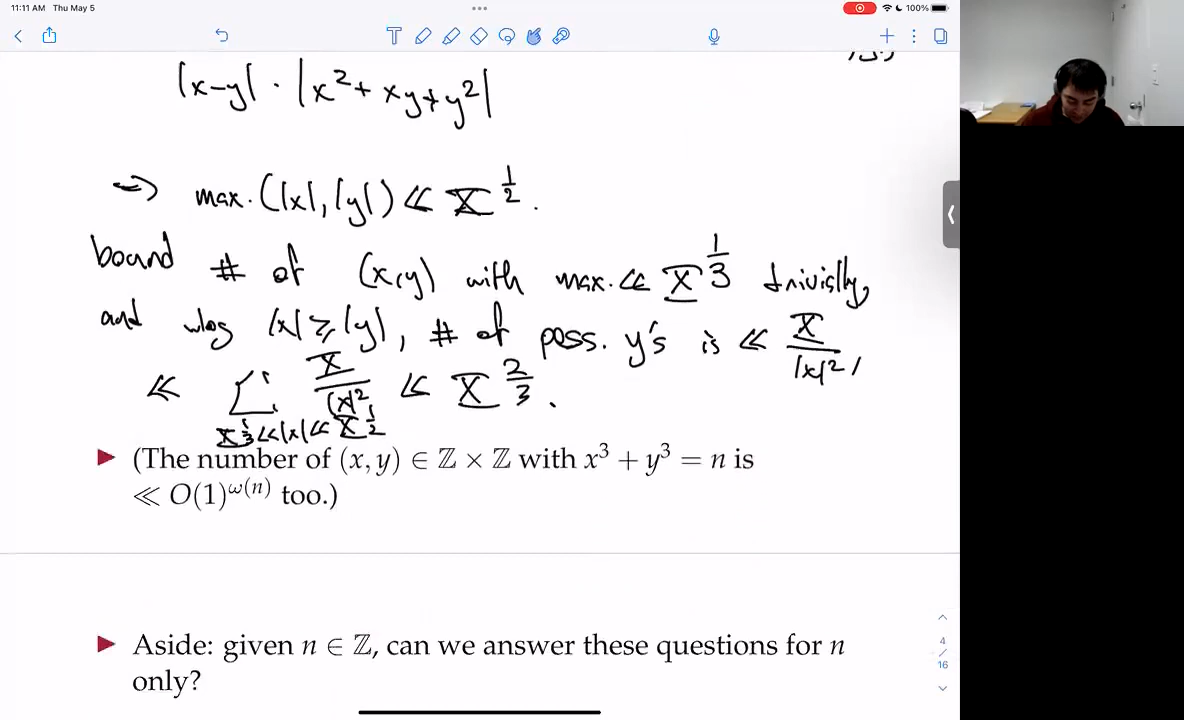 11:11 AM Thu May 5
100%
|x-y| · |x² + xy + y²|
=> max. (|x|, |y|) ≪ X^{1/2}.
bound # of (x,y) with max. ≪ X^{1/3} trivially,
and wlog |x| ⩾ |y|, # of poss. y's is ≪ X/|x|²,
≪ ∑_{X^{1/3} ≪ |x| ≪ X^{1/2}} X/|x|² ≪ X^{2/3}.
(The number of (x, y) ∈ ℤ × ℤ with x³ + y³ = n is
≪ O(1)^{ω(n)} too.)
Aside: given n ∈ ℤ, can we answer these questions for n
only?
4
/
16